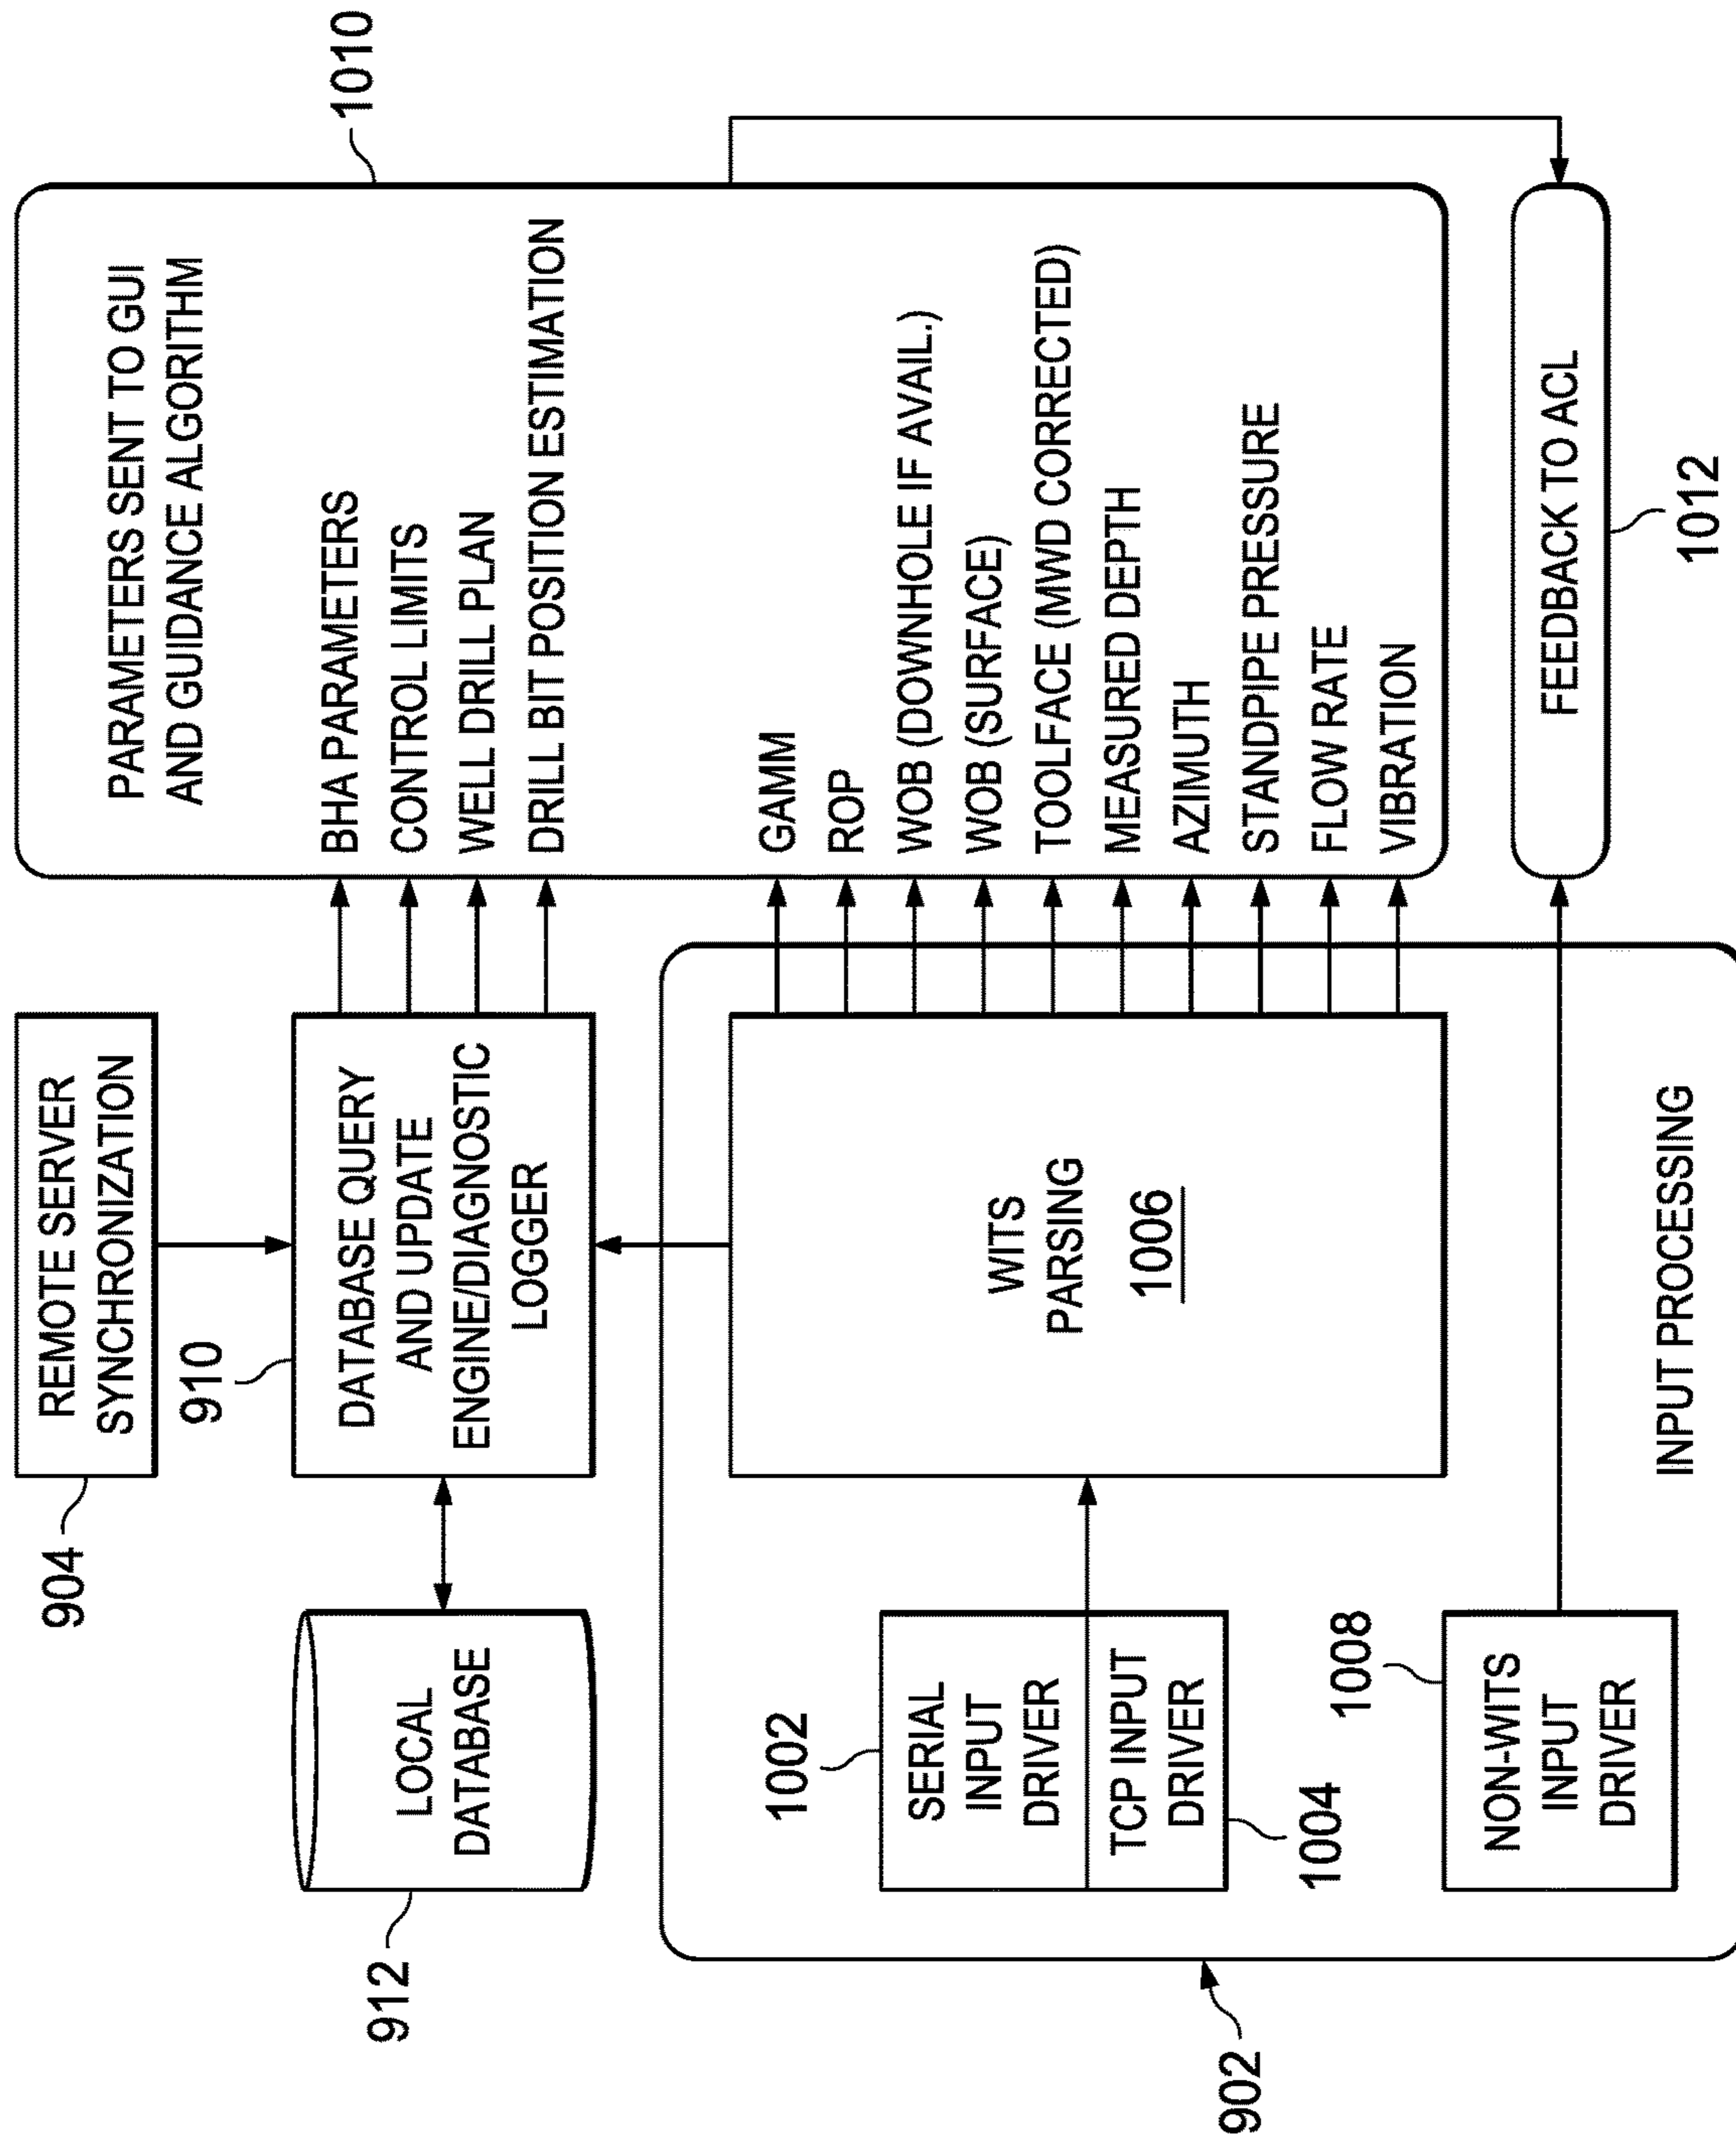 904
REMOTE SERVER
SYNCHRONIZATION
912
LOCAL
DATABASE
910
DATABASE QUERY
AND UPDATE
ENGINE/DIAGNOSTIC
LOGGER
PARAMETERS SENT TO GUI
AND GUIDANCE ALGORITHM
1010
BHA PARAMETERS
CONTROL LIMITS
WELL DRILL PLAN
DRILL BIT POSITION ESTIMATION
GAMM
ROP
WOB (DOWNHOLE IF AVAIL.)
WOB (SURFACE)
TOOLFACE (MWD CORRECTED)
MEASURED DEPTH
AZIMUTH
STANDPIPE PRESSURE
FLOW RATE
VIBRATION
902
1002
SERIAL
INPUT
DRIVER
TCP INPUT
DRIVER
1004
WITS
PARSING
1006
1008
NON-WITS
INPUT
DRIVER
INPUT PROCESSING
FEEDBACK TO ACL
1012